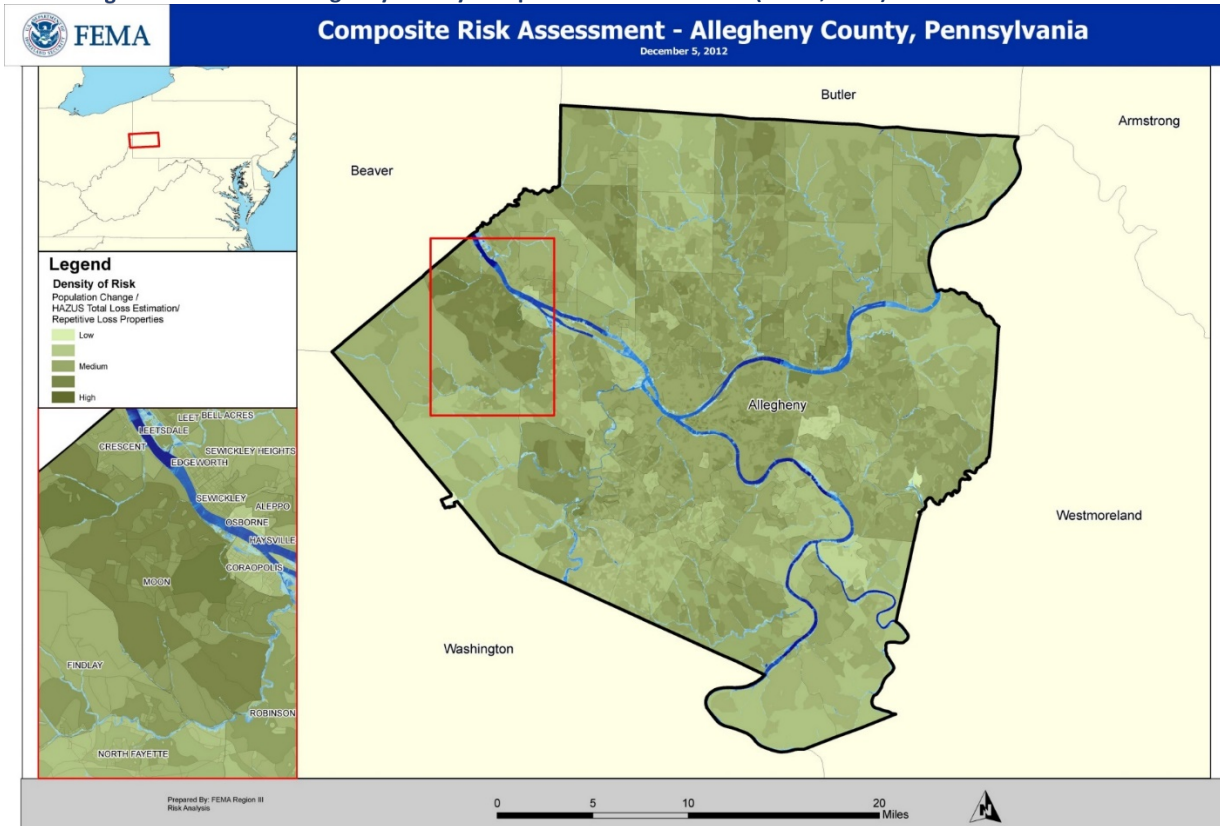 FEMA
Composite Risk Assessment - Allegheny County, Pennsylvania
December 5, 2012
Butler
Armstrong
Beaver
Allegheny
Westmoreland
Washington
Legend
Density of Risk
Population Change /
HAZUS Total Loss Estimation/
Repetitive Loss Properties
Low
Medium
High
LEET
BELL ACRES
LEETSDALE
CRESCENT
SEWICKLEY HEIGHTS
EDGEWORTH
SEWICKLEY
ALEPPO
OSBORNE
HAYSVILLE
CORAOPOLIS
MOON
FINDLAY
ROBINSON
NORTH FAYETTE
Prepared By: FEMA Region III
Risk Analysis
0 5 10 20
Miles
N